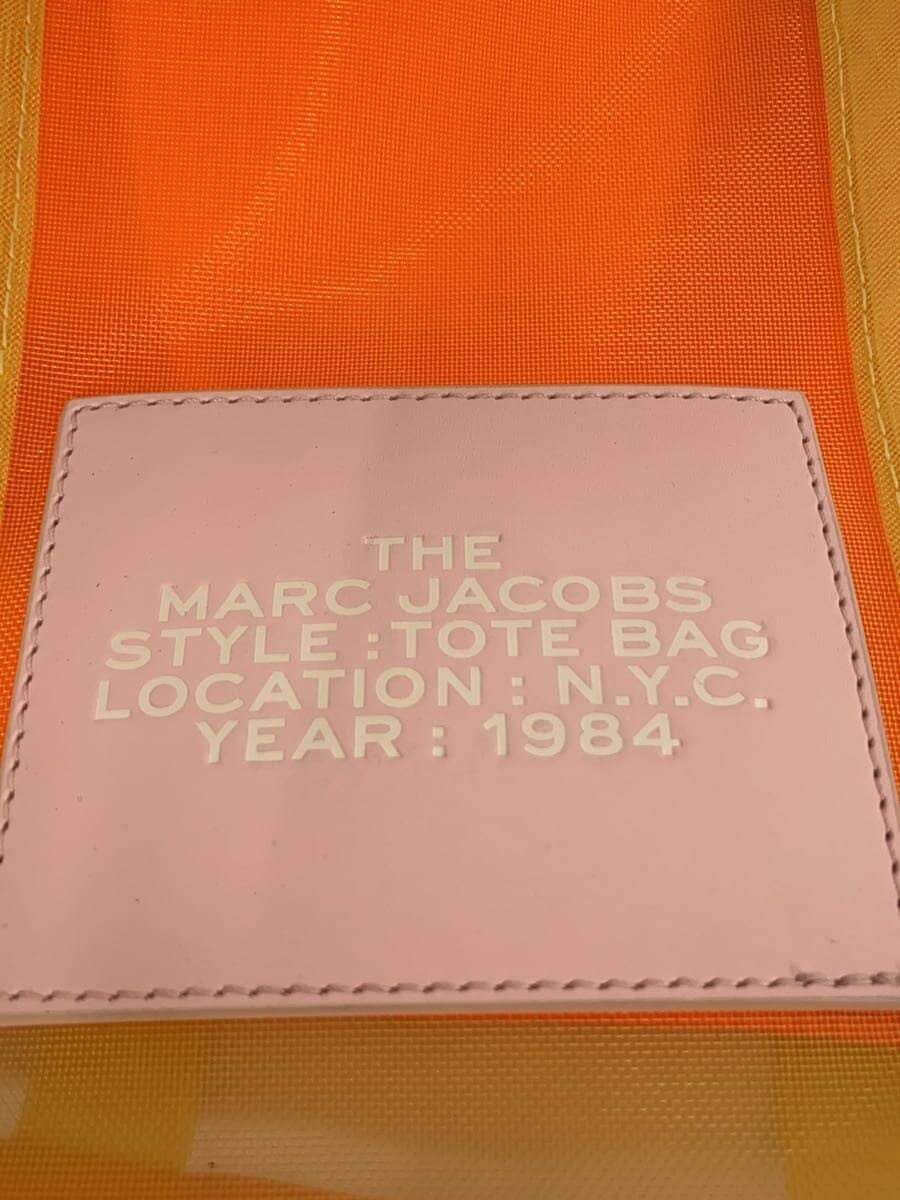 THE
MARC JACOBS
STYLE : TOTE BAG
LOCATION : N.Y.C.
YEAR : 1984